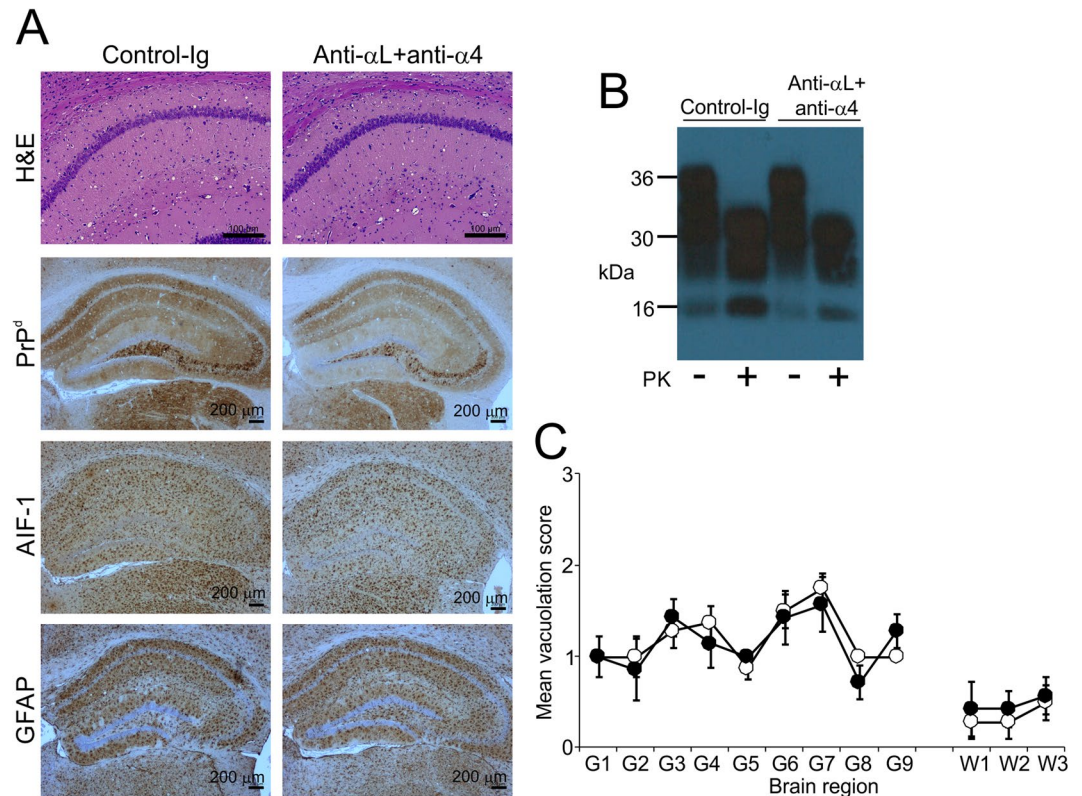 A
Control-Ig
Anti-αL+anti-α4
H&E
100 µm
100 µm
PrPᵈ
200 µm
200 µm
AIF-1
200 µm
200 µm
GFAP
200 µm
200 µm
B
Control-Ig
Anti-αL+
anti-α4
36
30
kDa
16
PK - + - +
C
Mean vacuolation score
3
2
1
0
G1 G2 G3 G4 G5 G6 G7 G8 G9 W1 W2 W3
Brain region